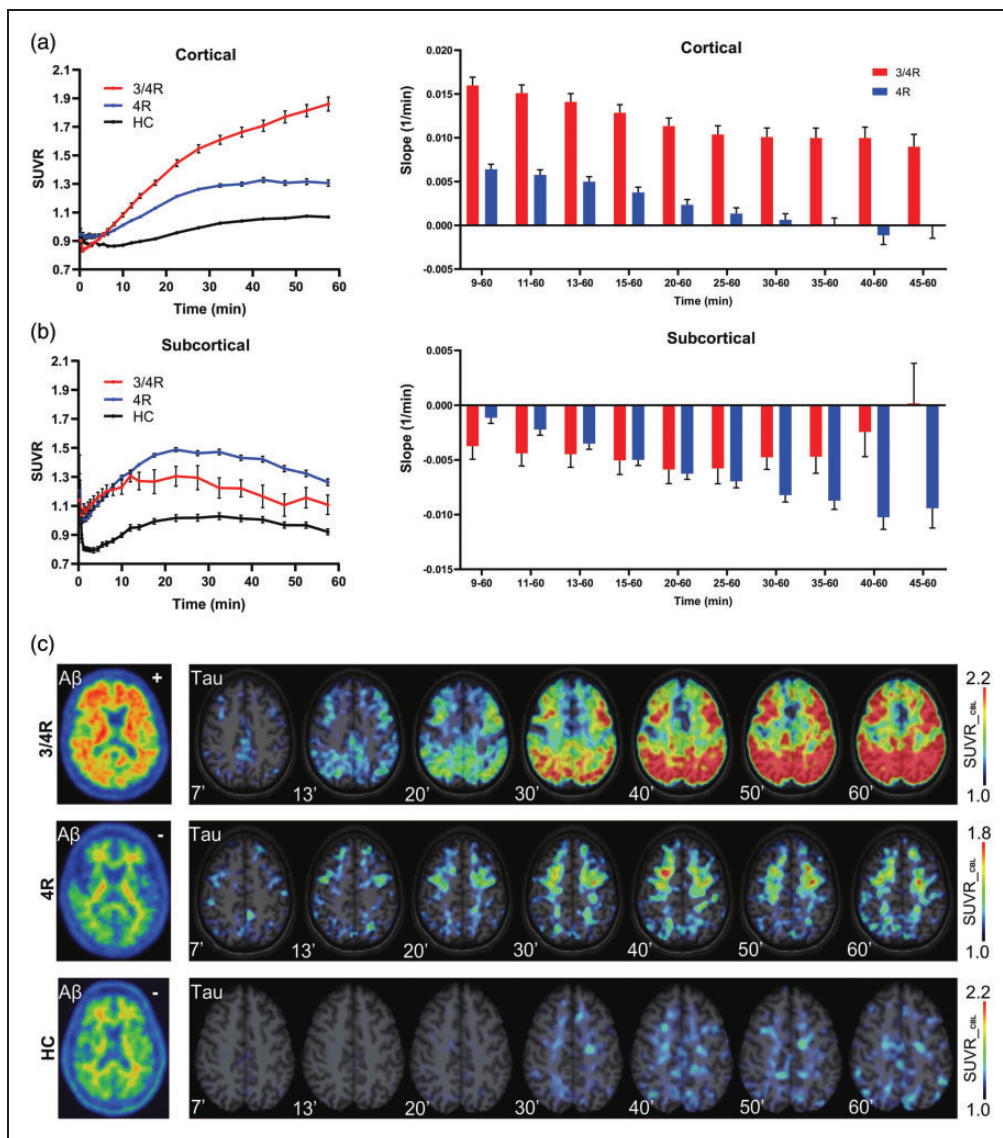 (a)
Cortical
2.1
1.9
1.7
1.5
1.3
1.1
0.9
0.7
SUVR
3/4R
4R
HC
0 10 20 30 40 50 60
Time (min)
Cortical
0.020
0.015
0.010
0.005
0.000
-0.005
Slope (1/min)
3/4R
4R
9-60 11-60 13-60 15-60 20-60 25-60 30-60 35-60 40-60 45-60
Time (min)
(b)
Subcortical
2.1
1.9
1.7
1.5
1.3
1.1
0.9
0.7
SUVR
3/4R
4R
HC
0 10 20 30 40 50 60
Time (min)
Subcortical
0.005
0.000
-0.005
-0.010
-0.015
Slope (1/min)
9-60 11-60 13-60 15-60 20-60 25-60 30-60 35-60 40-60 45-60
Time (min)
(c)
3/4R
Aβ +
Tau
7' 13' 20' 30' 40' 50' 60'
2.2
SUVR_CBL
1.0
4R
Aβ -
Tau
7' 13' 20' 30' 40' 50' 60'
1.8
SUVR_CBL
1.0
HC
Aβ -
Tau
7' 13' 20' 30' 40' 50' 60'
2.2
SUVR_CBL
1.0